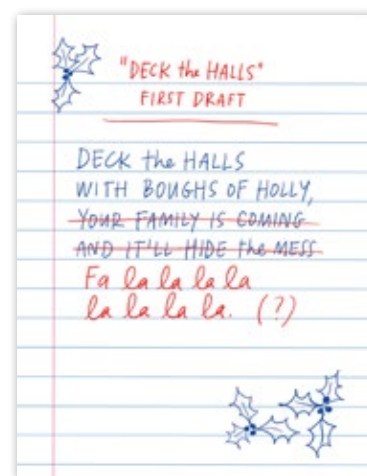 "DECK the HALLS"
FIRST DRAFT
DECK the HALLS
WITH BOUGHS OF HOLLY,
YOUR FAMILY IS COMING
AND IT'LL HIDE the MESS
Fa la la la la
la la la la. (?)